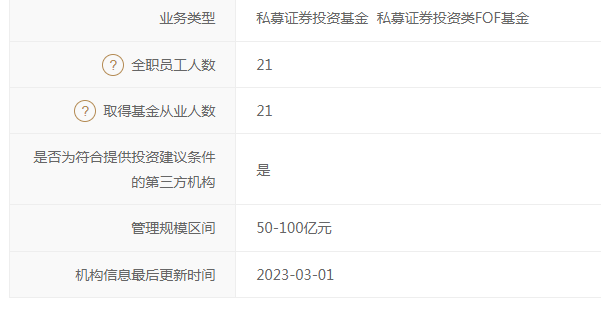 业务类型 私募证券投资基金 私募证券投资类FOF基金
? 全职员工人数 21
? 取得基金从业人数 21
是否为符合提供投资建议条件
的第三方机构 是
管理规模区间 50-100亿元
机构信息最后更新时间 2023-03-01